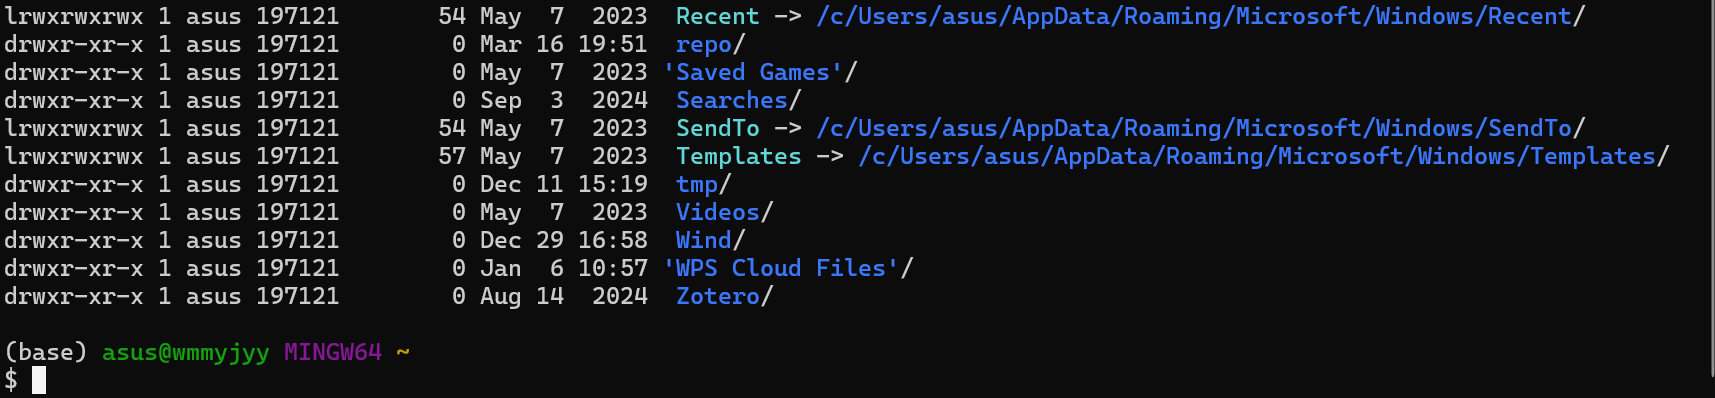 lrwxrwxrwx 1 asus 197121       54 May  7  2023  Recent -> /c/Users/asus/AppData/Roaming/Microsoft/Windows/Recent/
drwxr-xr-x 1 asus 197121        0 Mar 16 19:51  repo/
drwxr-xr-x 1 asus 197121        0 May  7  2023 'Saved Games'/
drwxr-xr-x 1 asus 197121        0 Sep  3  2024  Searches/
lrwxrwxrwx 1 asus 197121       54 May  7  2023  SendTo -> /c/Users/asus/AppData/Roaming/Microsoft/Windows/SendTo/
lrwxrwxrwx 1 asus 197121       57 May  7  2023  Templates -> /c/Users/asus/AppData/Roaming/Microsoft/Windows/Templates/
drwxr-xr-x 1 asus 197121        0 Dec 11 15:19  tmp/
drwxr-xr-x 1 asus 197121        0 May  7  2023  Videos/
drwxr-xr-x 1 asus 197121        0 Dec 29 16:58  Wind/
drwxr-xr-x 1 asus 197121        0 Jan  6 10:57 'WPS Cloud Files'/
drwxr-xr-x 1 asus 197121        0 Aug 14  2024  Zotero/
(base) asus@wmmyjyy MINGW64 ~
$